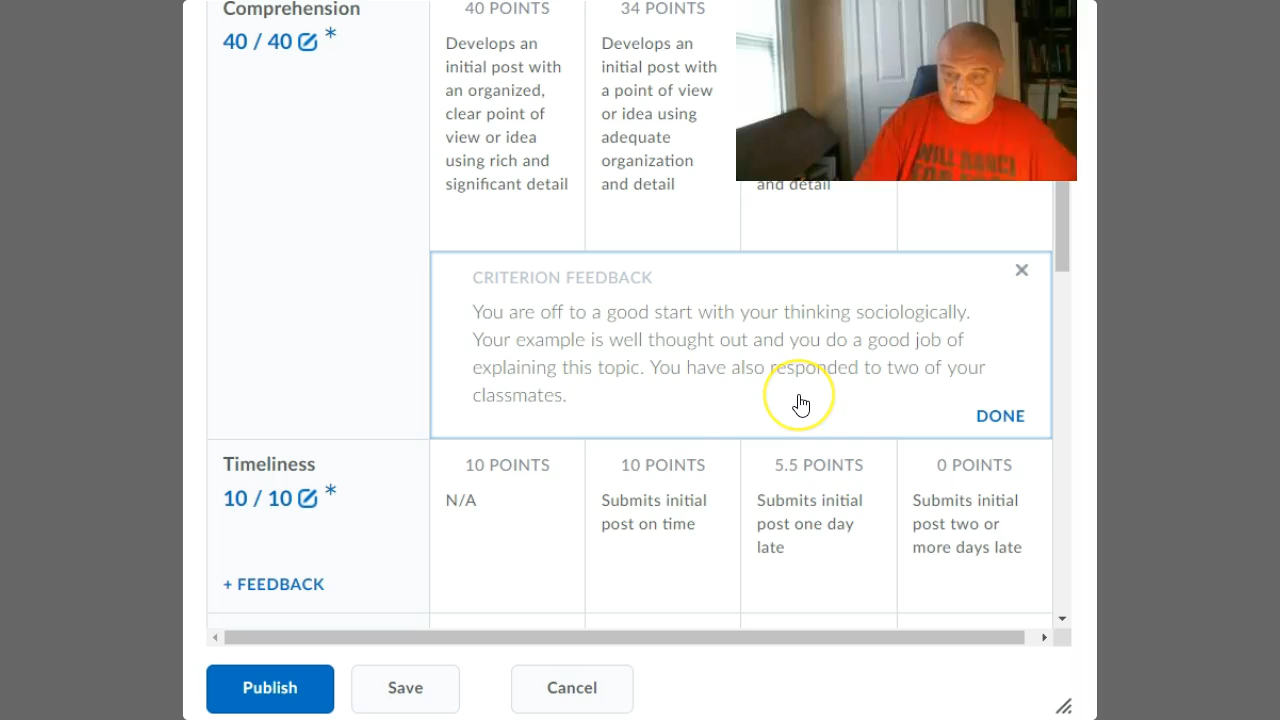 Comprehension
40 / 40 *
40 POINTS
34 POINTS
Develops an
initial post with
an organized,
clear point of
view or idea
using rich and
significant detail
Develops an
initial post with
a point of view
or idea using
adequate
organization
and detail
and detail
WILL
FOR
CRITERION FEEDBACK
You are off to a good start with your thinking sociologically.
Your example is well thought out and you do a good job of
explaining this topic. You have also responded to two of your
classmates.
DONE
Timeliness
10 / 10 *
+ FEEDBACK
10 POINTS
N/A
10 POINTS
Submits initial
post on time
5.5 POINTS
Submits initial
post one day
late
0 POINTS
Submits initial
post two or
more days late
Publish
Save
Cancel